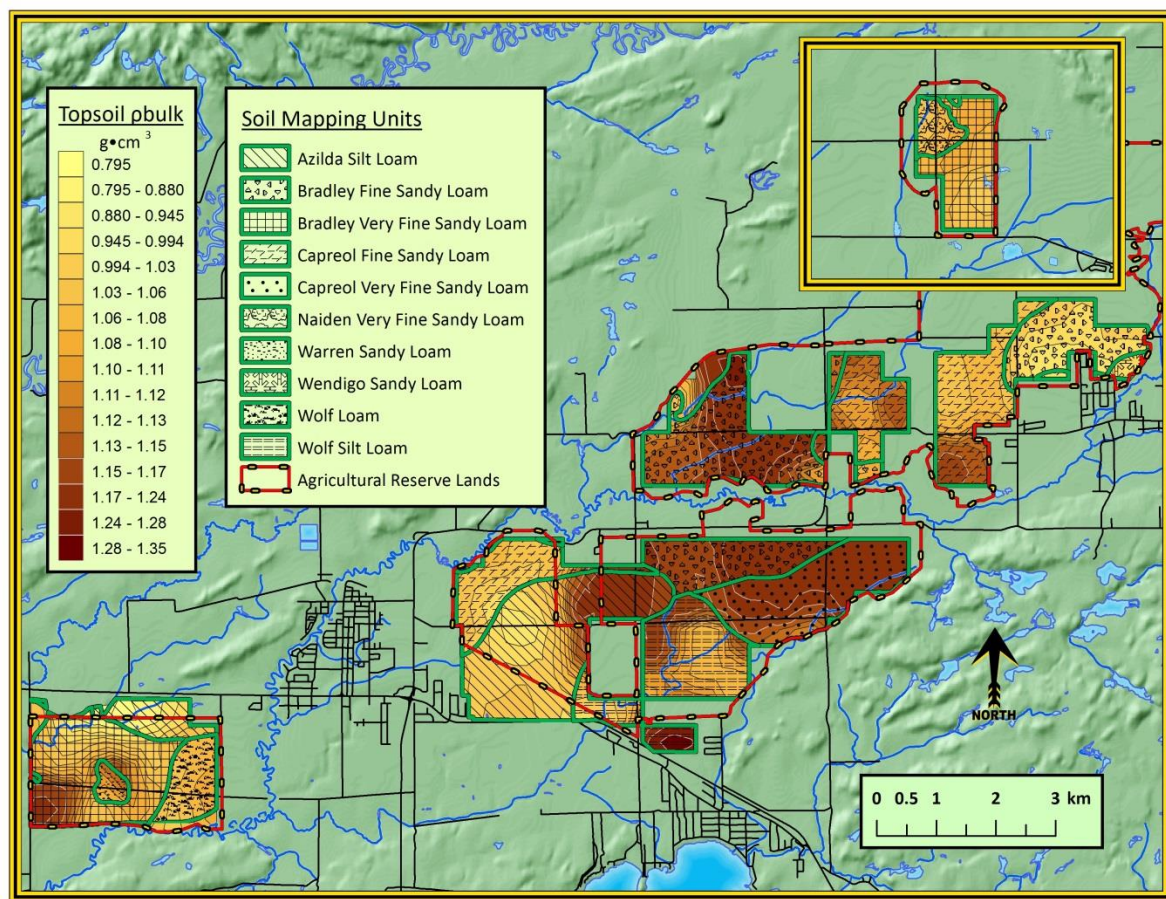 Topsoil ρbulk
g•cm 3
0.795
0.795 - 0.880
0.880 - 0.945
0.945 - 0.994
0.994 - 1.03
1.03 - 1.06
1.06 - 1.08
1.08 - 1.10
1.10 - 1.11
1.11 - 1.12
1.12 - 1.13
1.13 - 1.15
1.15 - 1.17
1.17 - 1.24
1.24 - 1.28
1.28 - 1.35
Soil Mapping Units
Azilda Silt Loam
Bradley Fine Sandy Loam
Bradley Very Fine Sandy Loam
Capreol Fine Sandy Loam
Capreol Very Fine Sandy Loam
Naiden Very Fine Sandy Loam
Warren Sandy Loam
Wendigo Sandy Loam
Wolf Loam
Wolf Silt Loam
Agricultural Reserve Lands
NORTH
0 0.5 1 2 3 km